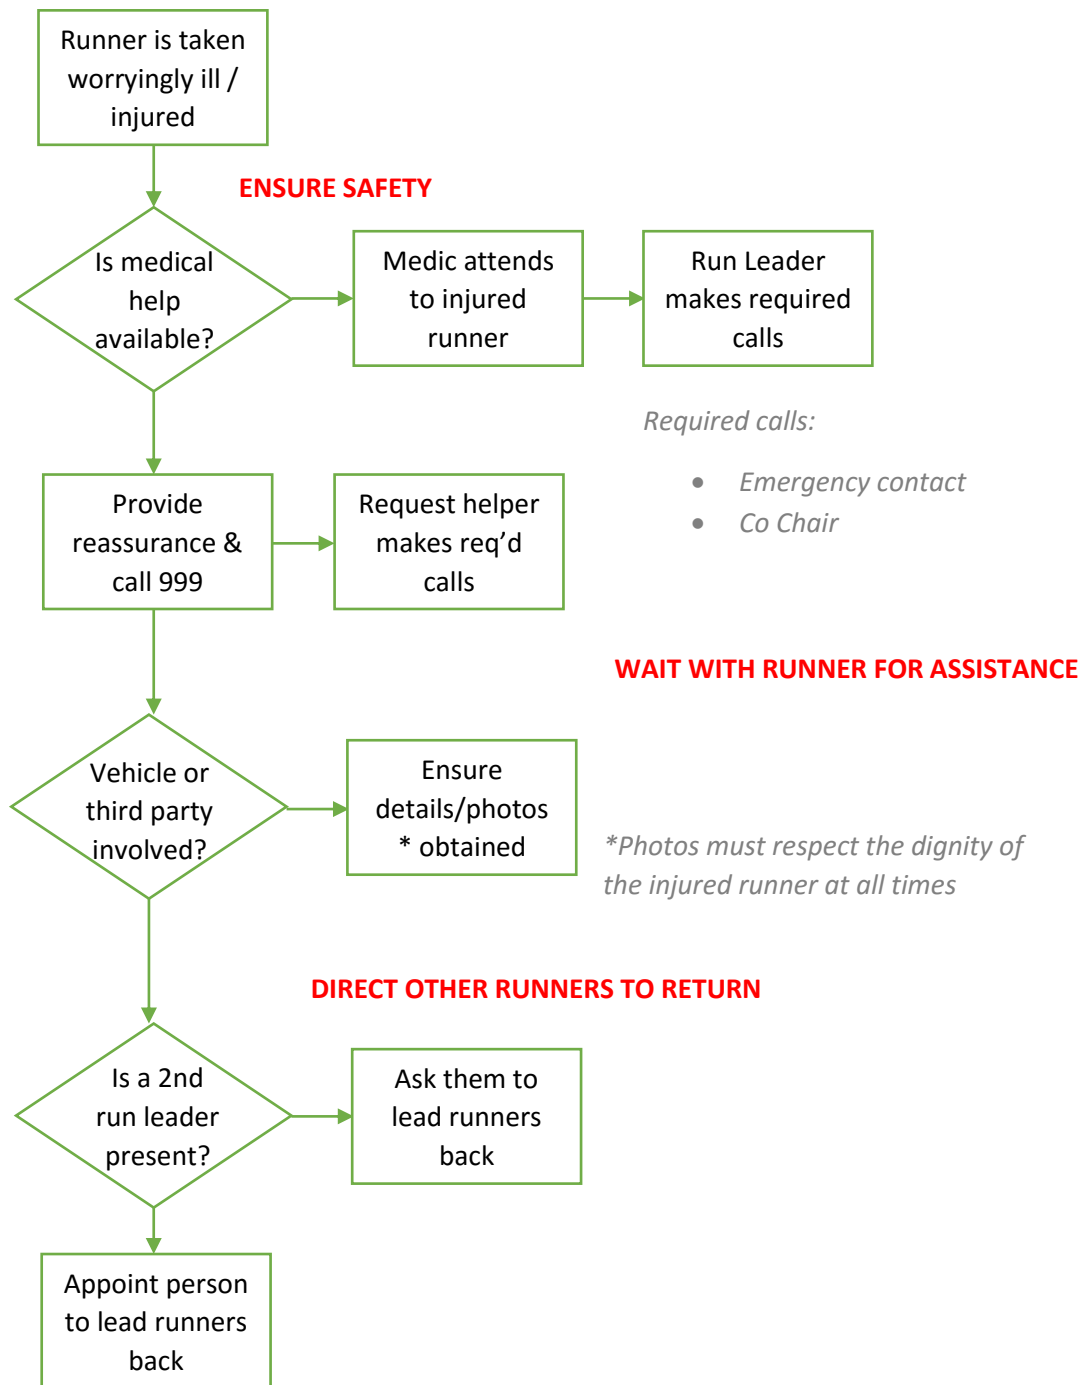 Runner is taken
worryingly ill /
injured
ENSURE SAFETY
Is medical
help
available?
Medic attends
to injured
runner
Run Leader
makes required
calls
Required calls:
• Emergency contact
• Co Chair
Provide
reassurance &
call 999
Request helper
makes req’d
calls
WAIT WITH RUNNER FOR ASSISTANCE
Vehicle or
third party
involved?
Ensure
details/photos
* obtained
*Photos must respect the dignity of
the injured runner at all times
DIRECT OTHER RUNNERS TO RETURN
Is a 2nd
run leader
present?
Ask them to
lead runners
back
Appoint person
to lead runners
back